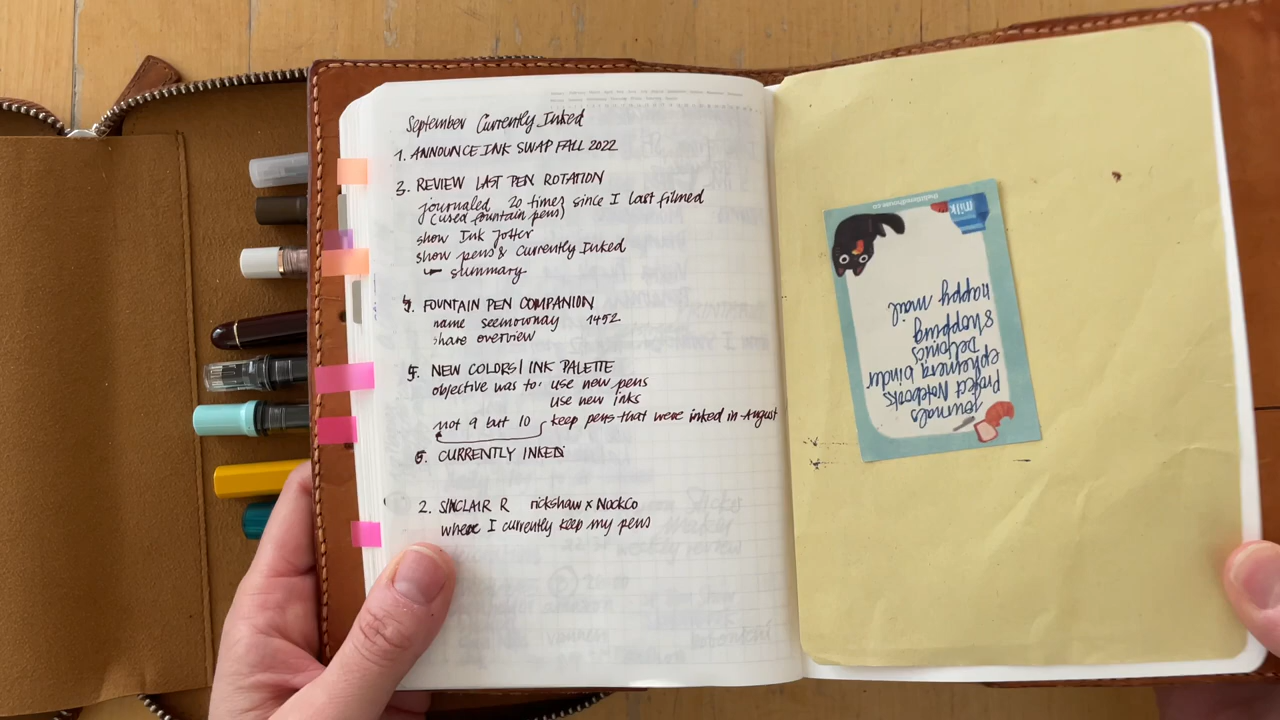 September Currently Inked
1. ANNOUNCE INK SWAP FALL 2022
3. REVIEW LAST PEN ROTATION
journaled 20 times since I last filmed
(used fountain pens)
show Ink Jotter
show pens & Currently Inked
summary
4. FOUNTAIN PEN COMPANION
name seemownay 1452
share overview
5. NEW COLORS/INK PALETTE
objective was to: use new pens
use new inks
not 9 but 10 keep pens that were inked in August
6. CURRENTLY INKED
2. SINCLAIR R rickshaw x NockCo
where I currently keep my pens
journals
Project Notebooks
ephemera binder
Delfonics
shopping
happy mail
milk